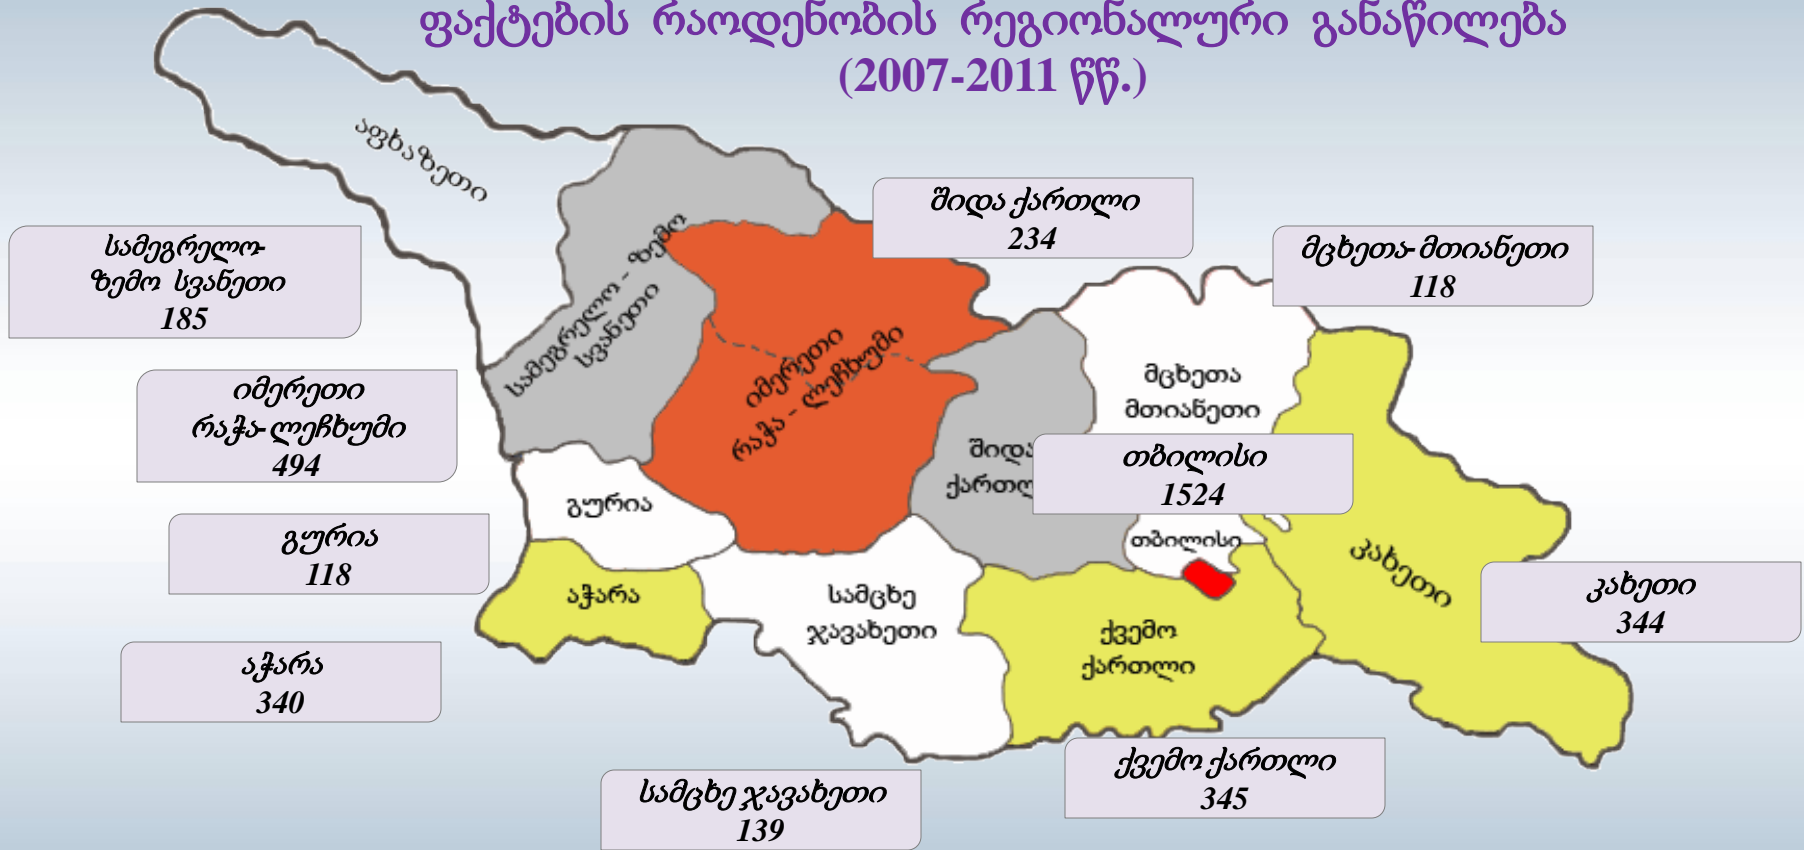 ფაქტების რაოდენობის რეგიონალური განაწილება
(2007-2011 წწ.)
აფხაზეთი
შიდა ქართლი
234
მცხეთა-მთიანეთი
118
სამეგრელო-
ზემო სვანეთი
185
სამეგრელო - ზემო
სვანეთი
იმერეთი
რაჭა - ლეჩხუმი
მცხეთა
მთიანეთი
იმერეთი
რაჭა-ლეჩხუმი
494
შიდა
თბილისი
1524
გურია
გურია
118
თბილისი
კახეთი
აჭარა
სამცხე
ჯავახეთი
ქვემო
ქართლი
კახეთი
344
აჭარა
340
ქვემო ქართლი
345
სამცხე ჯავახეთი
139